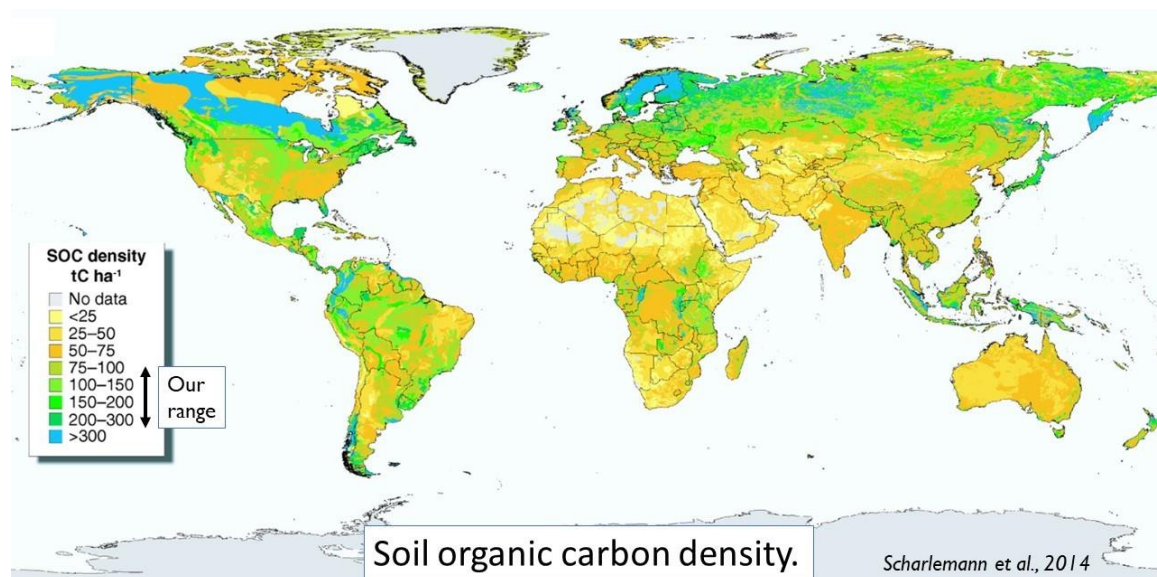 SOC density
tC ha⁻¹
No data
<25
25–50
50–75
75–100
100–150
150–200
200–300
>300
Our
range
Soil organic carbon density.
Scharlemann et al., 2014